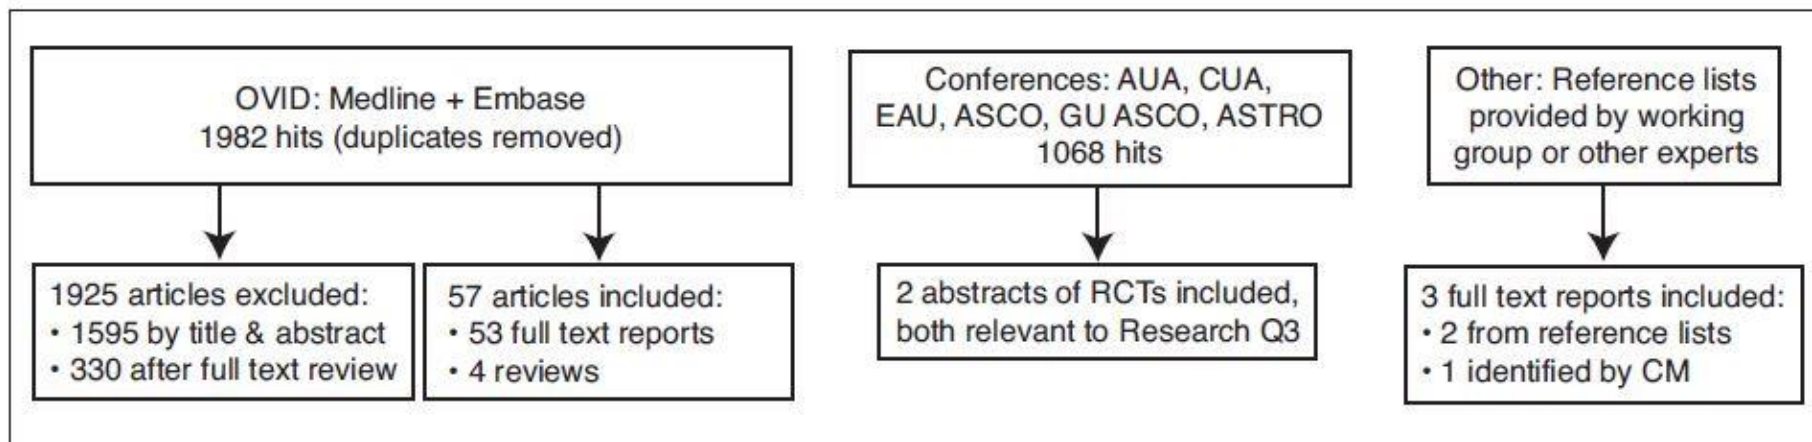 OVID: Medline + Embase
1982 hits (duplicates removed)
Conferences: AUA, CUA,
EAU, ASCO, GU ASCO, ASTRO
1068 hits
Other: Reference lists
provided by working
group or other experts
1925 articles excluded:
• 1595 by title & abstract
• 330 after full text review
57 articles included:
• 53 full text reports
• 4 reviews
2 abstracts of RCTs included,
both relevant to Research Q3
3 full text reports included:
• 2 from reference lists
• 1 identified by CM